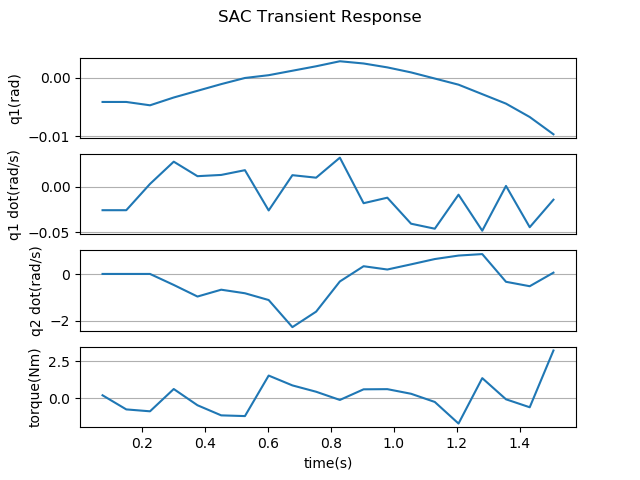 SAC Transient Response
q1(rad)
0.00
−0.01
q1 dot(rad/s)
0.00
−0.05
q2 dot(rad/s)
0
−2
torque(Nm)
2.5
0.0
0.2 0.4 0.6 0.8 1.0 1.2 1.4
time(s)